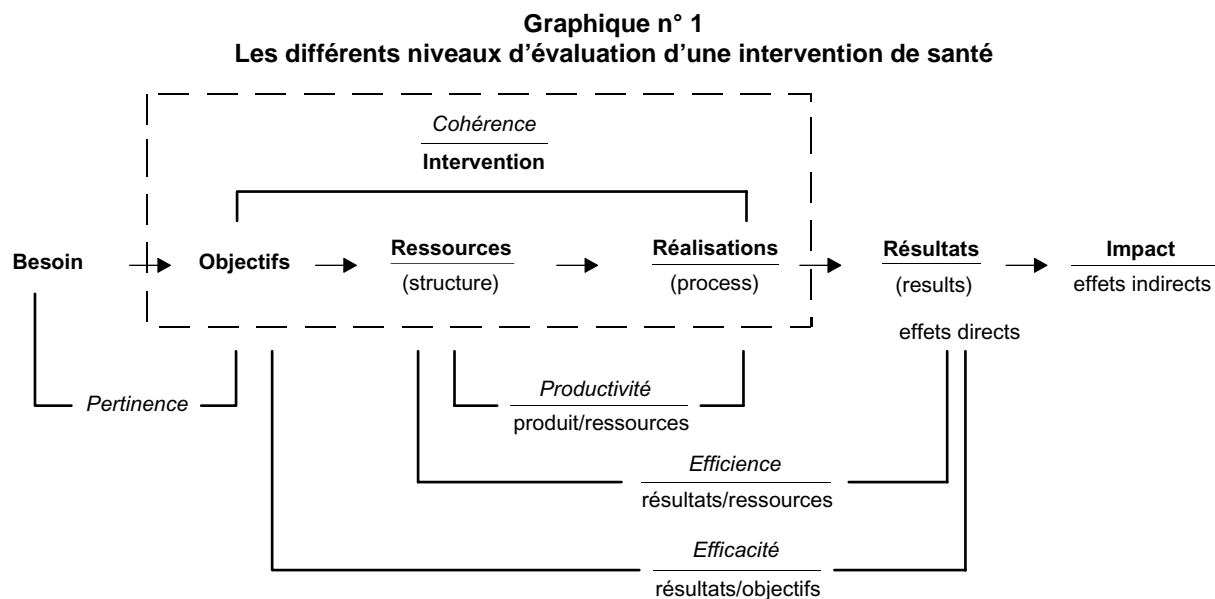 Graphique n° 1
Les différents niveaux d'évaluation d'une intervention de santé
Cohérence
Intervention
Besoin
Objectifs
Ressources
(structure)
Réalisations
(process)
Résultats
(results)
effets directs
Impact
effets indirects
Pertinence
Productivité
produit/ressources
Efficience
résultats/ressources
Efficacité
résultats/objectifs